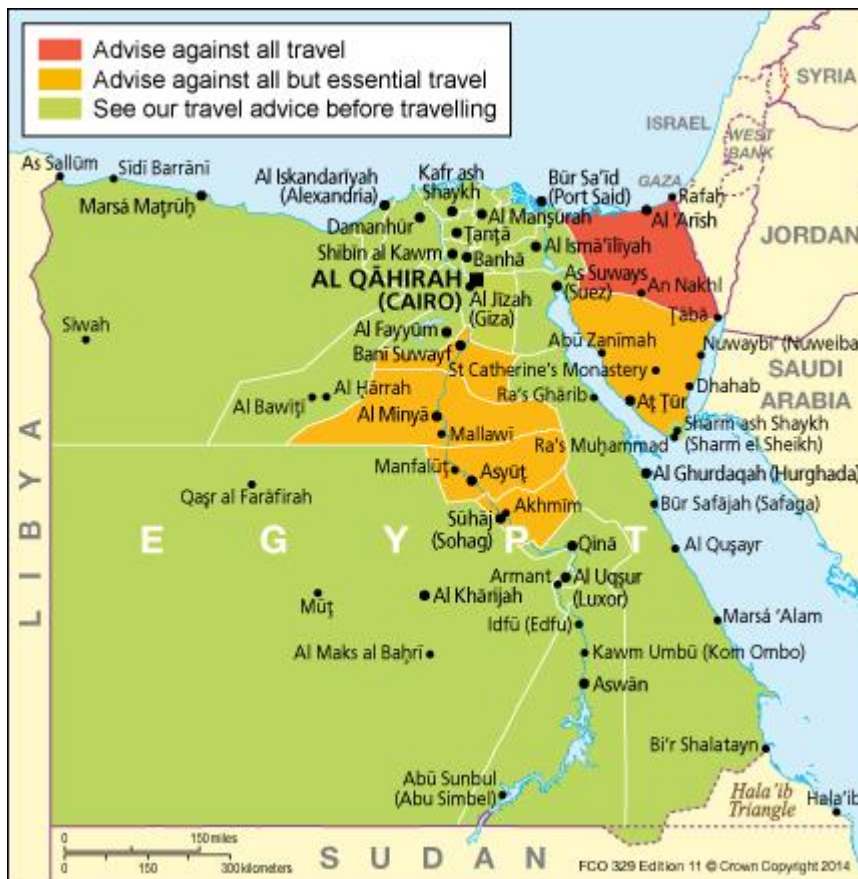 Advise against all travel
Advise against all but essential travel
See our travel advice before travelling
SYRIA
ISRAEL
WEST
BANK
GAZA
JORDAN
SAUDI
ARABIA
As Sallūm
Sīdī Barrānī
Marsá Maţrūḩ
Al Iskandarīyah
(Alexandria)
Kafr ash
Shaykh
Būr Sa'īd
(Port Said)
Rafah
Al 'Arīsh
Damanhūr
Al Manşūrah
Ţanţā
Shibīn al Kawm
Banhā
Al Ismā'īlīyah
AL QĀHIRAH
(CAIRO)
Al Jīzah
(Gīza)
As Suways
(Suez)
An Nakhl
Ţābā
Siwah
Al Fayyūm
Banī Suwayf
Abū Zanīmah
Nuwaybi' (Nuweiba)
St Catherine's Monastery
Dhahab
Al Bawīţī
Al Ḩārrah
Ra's Ghārib
Aţ Ţūr
Al Minyā
Mallawī
Sharm ash Shaykh
(Sharm el Sheikh)
Ra's Muḩammad
Manfalūţ
Asyūţ
Al Ghurdaqah (Hurghada)
Qaşr al Farāfirah
Akhmīm
Būr Safājah (Safaga)
Sūhāj
(Sohag)
EGYPT
Qinā
Al Quşayr
LIBYA
Mūţ
Al Khārijah
Armant
Al Uqşur
(Luxor)
Idfū (Edfu)
Marsá 'Alam
Al Maks al Baḩrī
Kawm Umbū (Kom Ombo)
Aswān
Bi'r Shalatayn
Abū Sunbul
(Abu Simbel)
Hala'ib
Triangle
Hala'ib
0 150 miles
0 150 300 kilometers
SUDAN
FCO 329 Edition 11 © Crown Copyright 2014